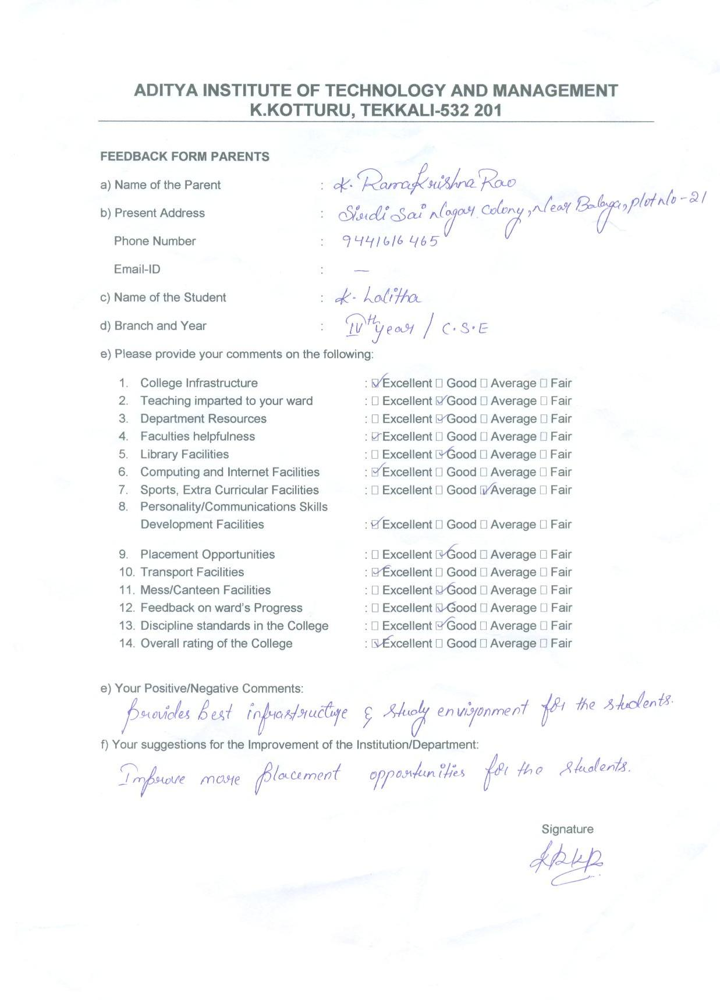 ADITYA INSTITUTE OF TECHNOLOGY AND MANAGEMENT
K.KOTTURU, TEKKALI-532 201
FEEDBACK FORM PARENTS
a) Name of the Parent : K. RamaKrishna Rao
b) Present Address : Sirdi Sai Nagar Colony, Near Balaga, plot No-21
Phone Number : 9441616465
Email-ID : —
c) Name of the Student : K. Lalitha
d) Branch and Year : IVth year / C.S.E
e) Please provide your comments on the following:
1. College Infrastructure : ☑ Excellent ☐ Good ☐ Average ☐ Fair
2. Teaching imparted to your ward : ☐ Excellent ☑ Good ☐ Average ☐ Fair
3. Department Resources : ☐ Excellent ☑ Good ☐ Average ☐ Fair
4. Faculties helpfulness : ☑ Excellent ☐ Good ☐ Average ☐ Fair
5. Library Facilities : ☐ Excellent ☑ Good ☐ Average ☐ Fair
6. Computing and Internet Facilities : ☑ Excellent ☐ Good ☐ Average ☐ Fair
7. Sports, Extra Curricular Facilities : ☐ Excellent ☐ Good ☑ Average ☐ Fair
8. Personality/Communications Skills
Development Facilities : ☑ Excellent ☐ Good ☐ Average ☐ Fair
9. Placement Opportunities : ☐ Excellent ☑ Good ☐ Average ☐ Fair
10. Transport Facilities : ☑ Excellent ☐ Good ☐ Average ☐ Fair
11. Mess/Canteen Facilities : ☐ Excellent ☑ Good ☐ Average ☐ Fair
12. Feedback on ward's Progress : ☐ Excellent ☑ Good ☐ Average ☐ Fair
13. Discipline standards in the College : ☐ Excellent ☑ Good ☐ Average ☐ Fair
14. Overall rating of the College : ☑ Excellent ☐ Good ☐ Average ☐ Fair
e) Your Positive/Negative Comments:
provides best infrastructure & study environment for the students.
f) Your suggestions for the Improvement of the Institution/Department:
Improve more placement opportunities for the students.
Signature